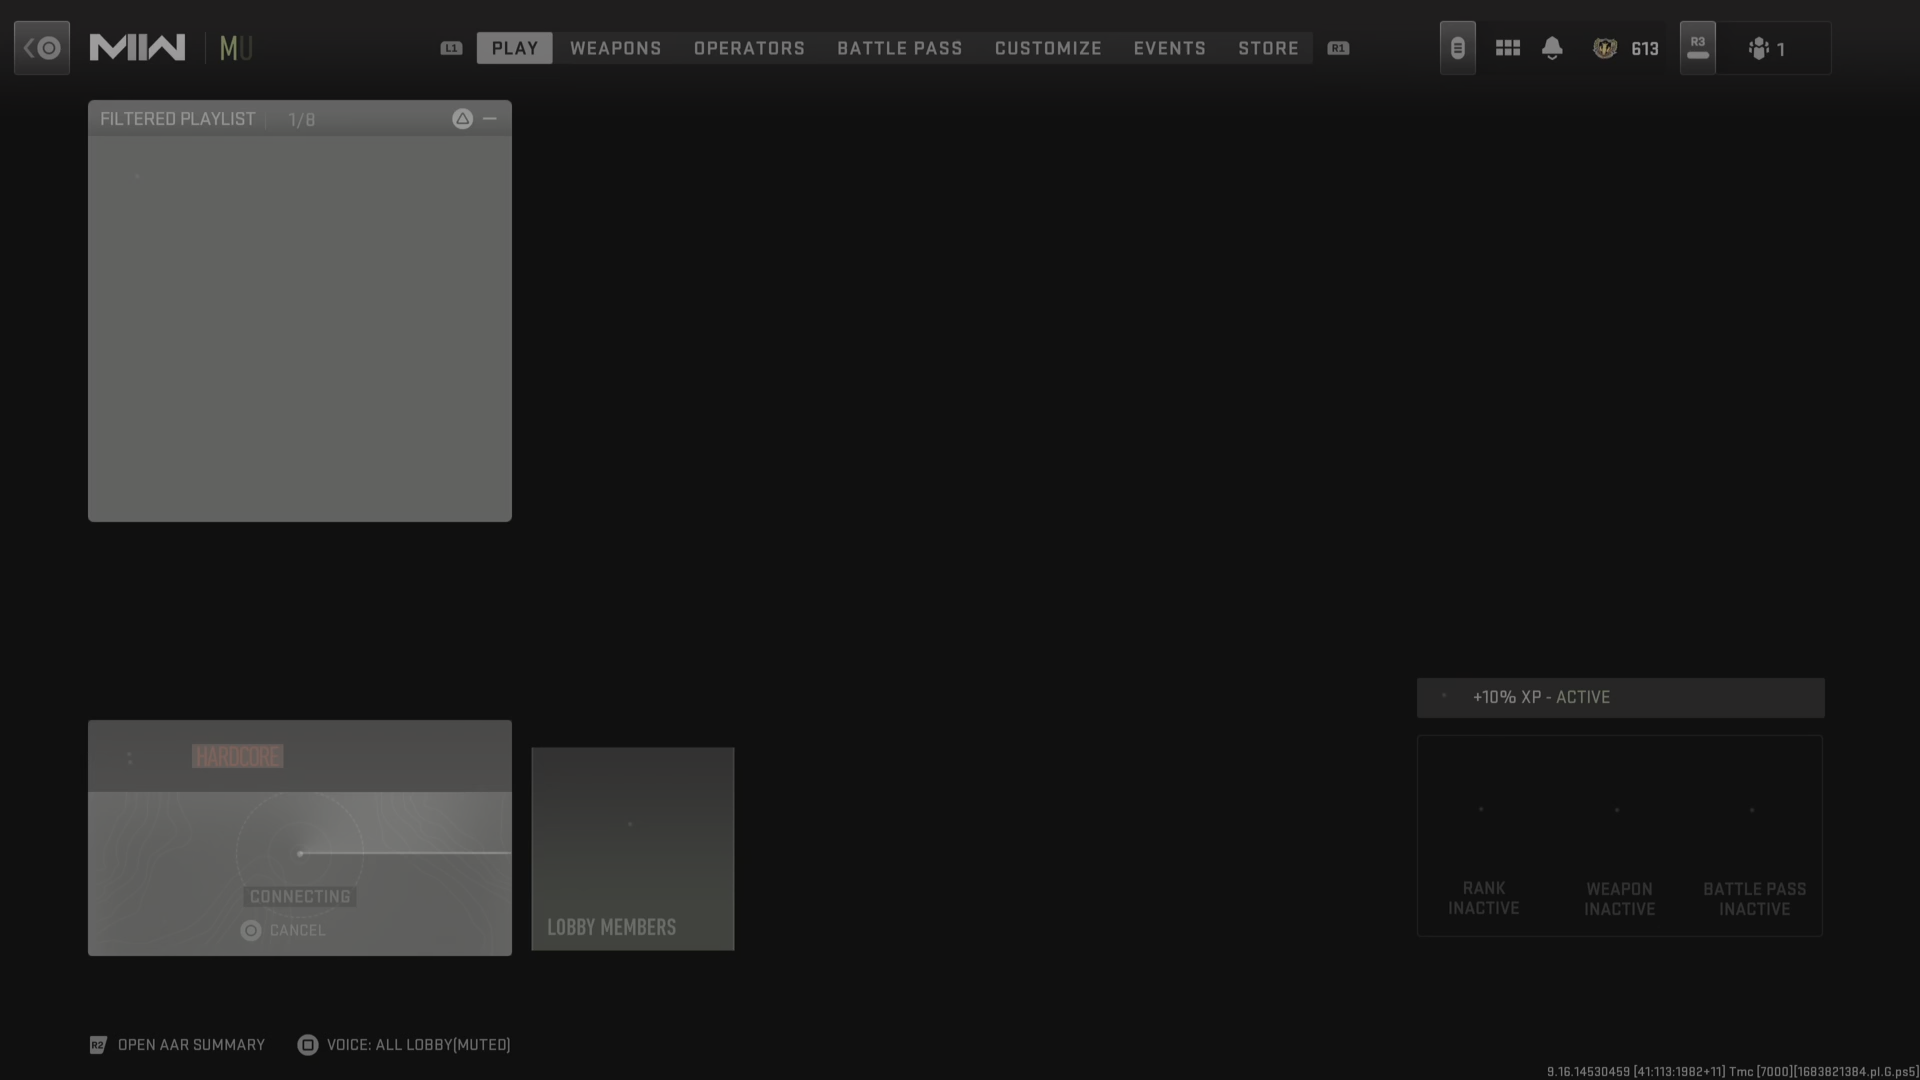 MW MU
L1 PLAY WEAPONS OPERATORS BATTLE PASS CUSTOMIZE EVENTS STORE R1
613 R3 1
FILTERED PLAYLIST 1/8
+10% XP - ACTIVE
HARDCORE
CONNECTING
CANCEL
LOBBY MEMBERS
RANK
INACTIVE
WEAPON
INACTIVE
BATTLE PASS
INACTIVE
R2 OPEN AAR SUMMARY VOICE: ALL LOBBY(MUTED)
9.16.14530459 [41:113:1982+11] Tmc [7000][1683821384.pl.G.ps5]